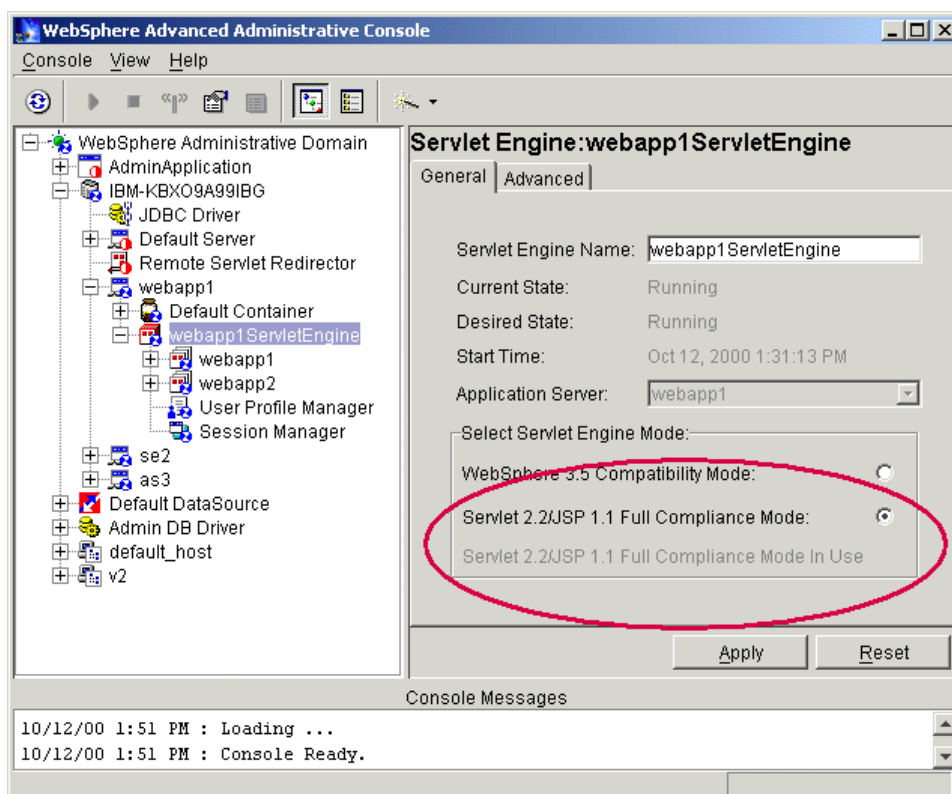 WebSphere Advanced Administrative Console
Console View Help
WebSphere Administrative Domain
AdminApplication
IBM-KBXO9A99IBG
JDBC Driver
Default Server
Remote Servlet Redirector
webapp1
Default Container
webapp1ServletEngine
webapp1
webapp2
User Profile Manager
Session Manager
se2
as3
Default DataSource
Admin DB Driver
default_host
v2
Servlet Engine:webapp1ServletEngine
General Advanced
Servlet Engine Name: webapp1ServletEngine
Current State: Running
Desired State: Running
Start Time: Oct 12, 2000 1:31:13 PM
Application Server: webapp1
Select Servlet Engine Mode:
WebSphere 3.5 Compatibility Mode:
Servlet 2.2/JSP 1.1 Full Compliance Mode:
Servlet 2.2/JSP 1.1 Full Compliance Mode In Use
Apply Reset
Console Messages
10/12/00 1:51 PM : Loading ...
10/12/00 1:51 PM : Console Ready.